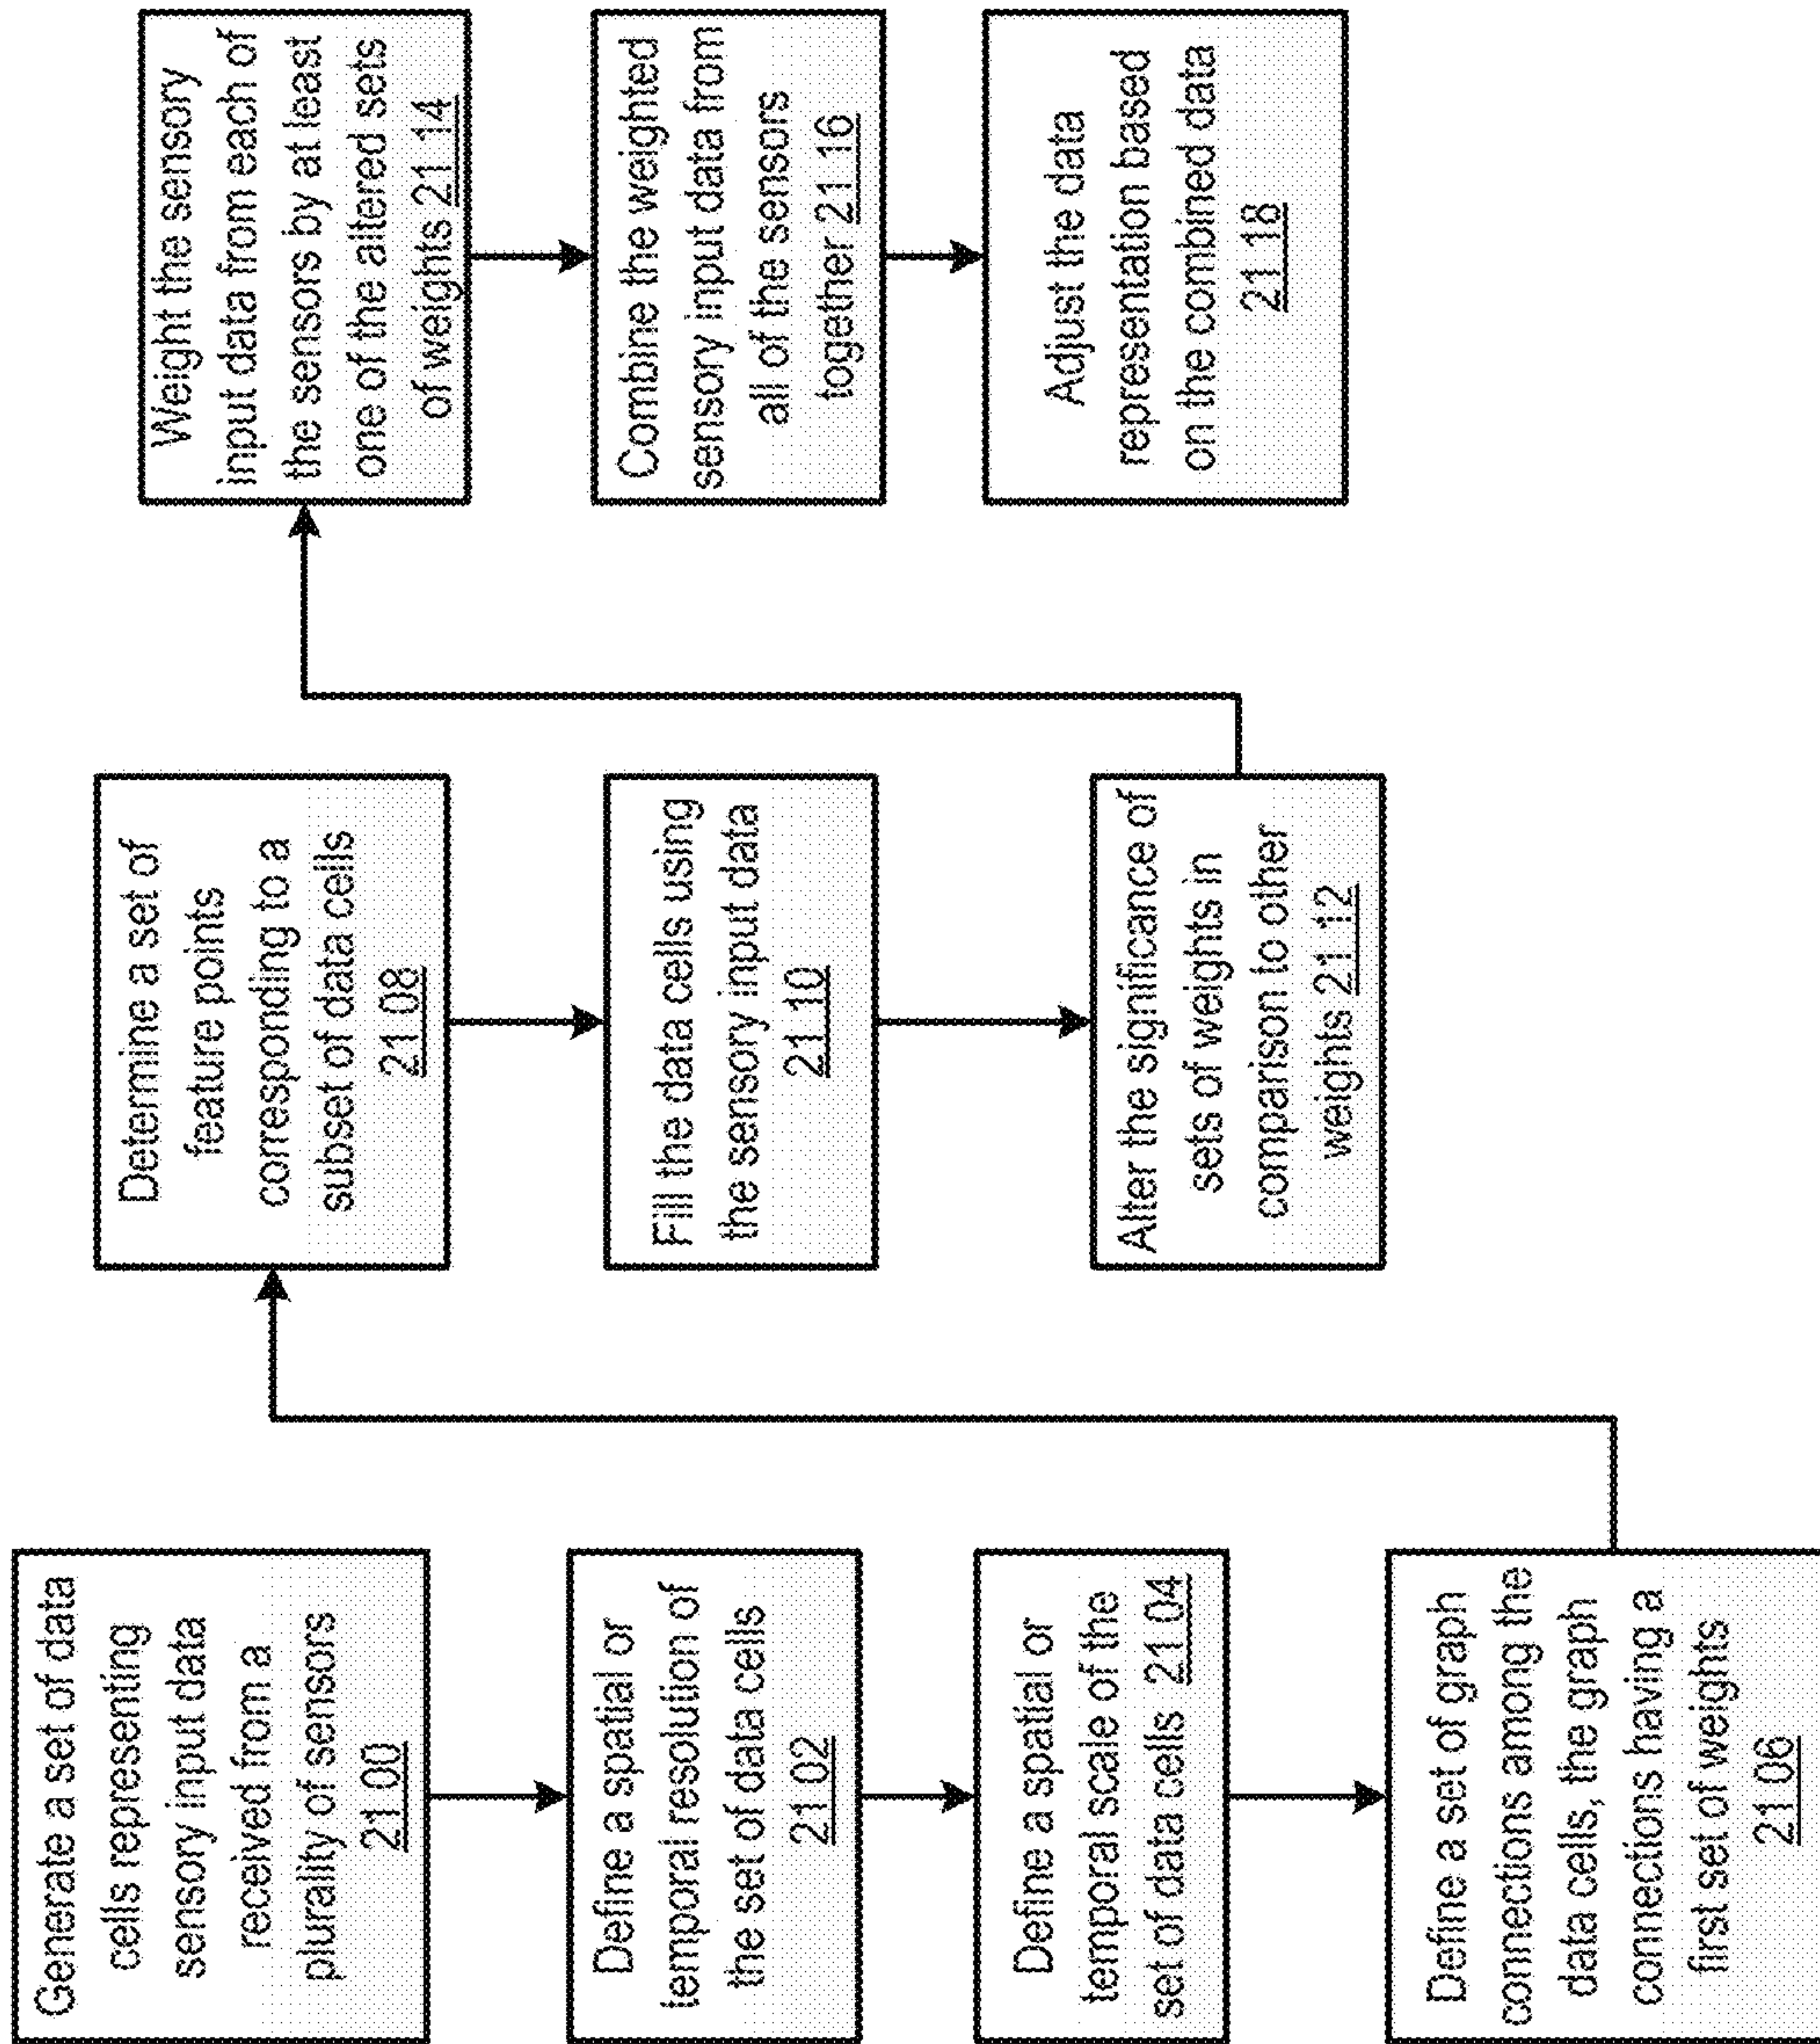 Generate a set of data
cells representing
sensory input data
received from a
plurality of sensors
21 00
Define a spatial or
temporal resolution of
the set of data cells
21 02
Define a spatial or
temporal scale of the
set of data cells 21 04
Define a set of graph
connections among the
data cells, the graph
connections having a
first set of weights
21 06
Determine a set of
feature points
corresponding to a
subset of data cells
21 08
Fill the data cells using
the sensory input data
21 10
Alter the significance of
sets of weights in
comparison to other
weights 21 12
Weight the sensory
input data from each of
the sensors by at least
one of the altered sets
of weights 21 14
Combine the weighted
sensory input data from
all of the sensors
together 21 16
Adjust the data
representation based
on the combined data
21 18